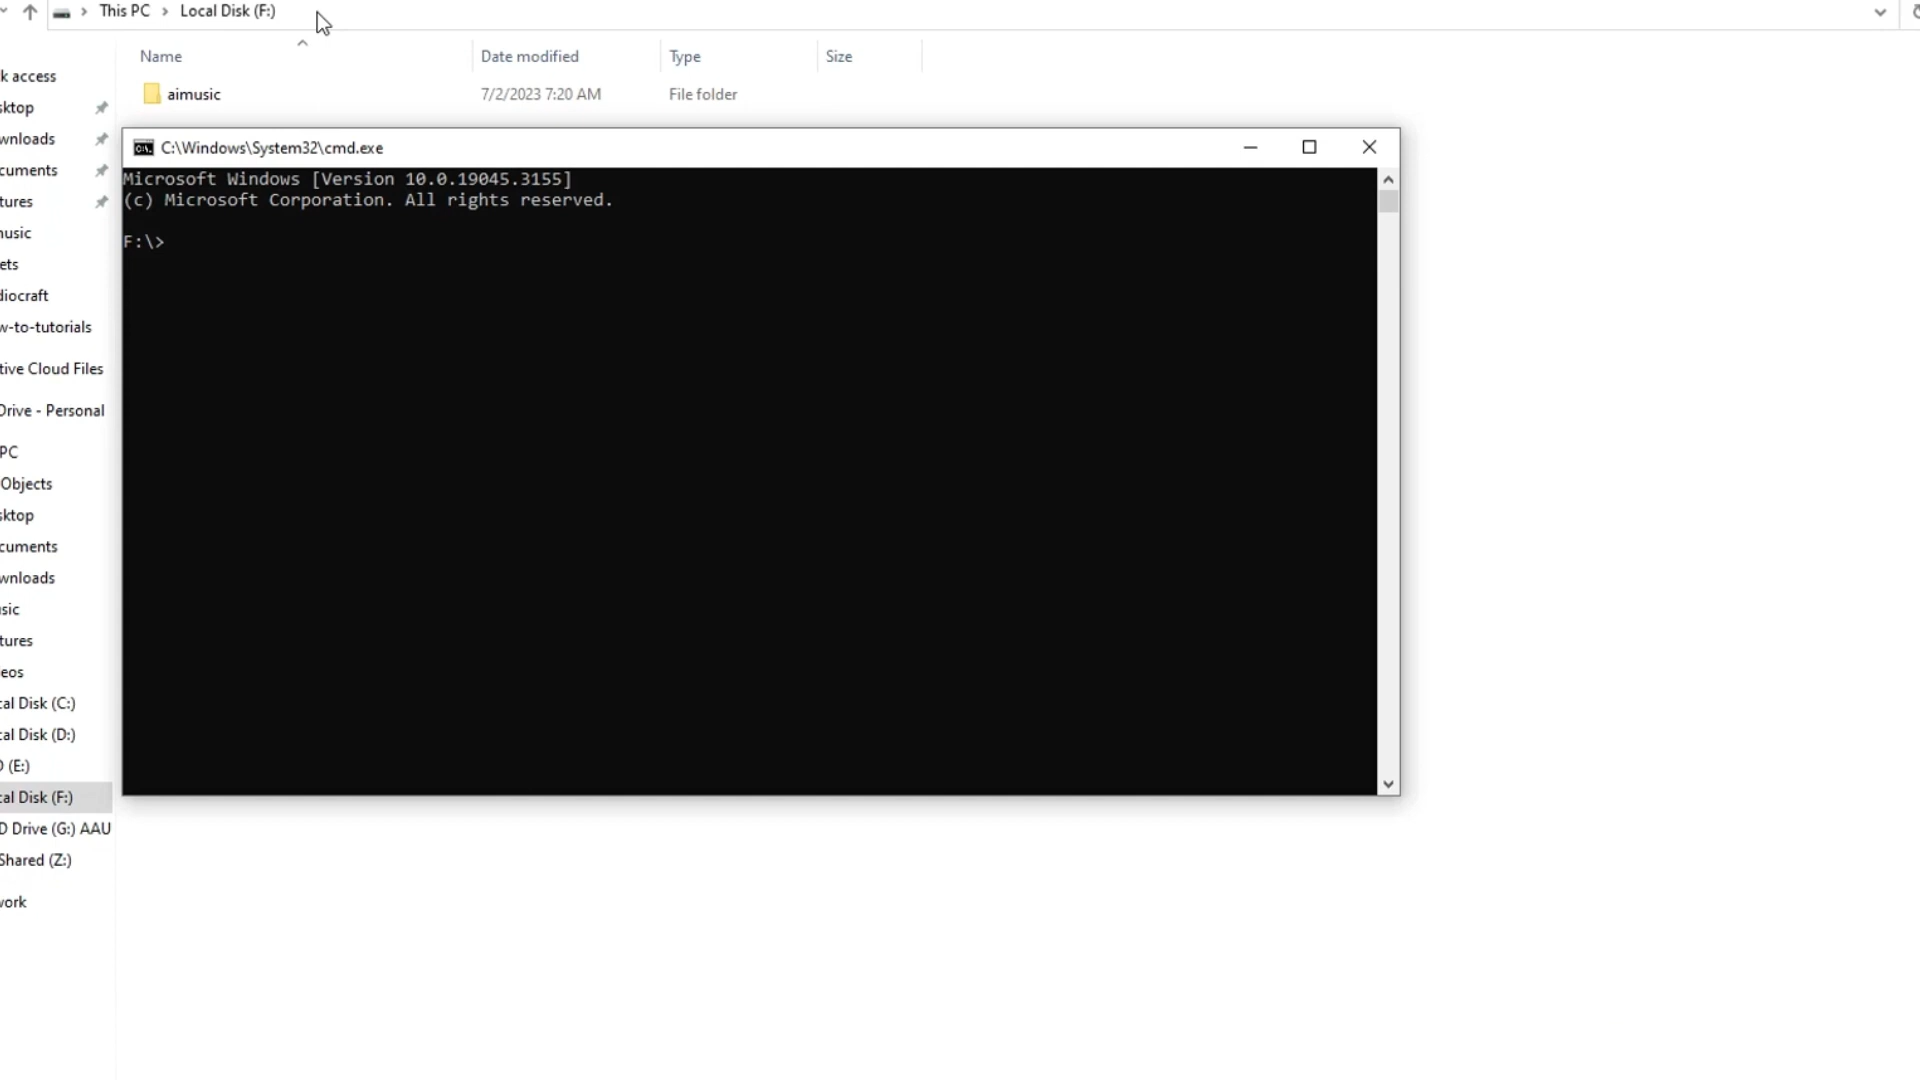 This PC > Local Disk (F:)
Name Date modified Type Size
aimusic 7/2/2023 7:20 AM File folder
k access
sktop
wnloads
cuments
tures
music
ets
diocraft
w-to-tutorials
tive Cloud Files
Drive - Personal
PC
Objects
sktop
cuments
wnloads
sic
tures
eos
cal Disk (C:)
cal Disk (D:)
D (E:)
cal Disk (F:)
D Drive (G:) AAU
Shared (Z:)
work
C:\Windows\System32\cmd.exe
Microsoft Windows [Version 10.0.19045.3155]
(c) Microsoft Corporation. All rights reserved.
F:\>